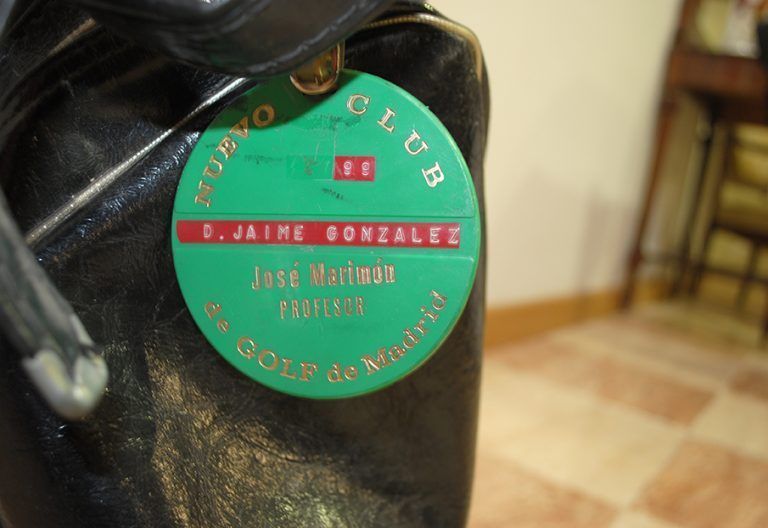 NUEVO CLUB
99
D. JAIME GONZALEZ
José Marimón
PROFESOR
de GOLF de Madrid